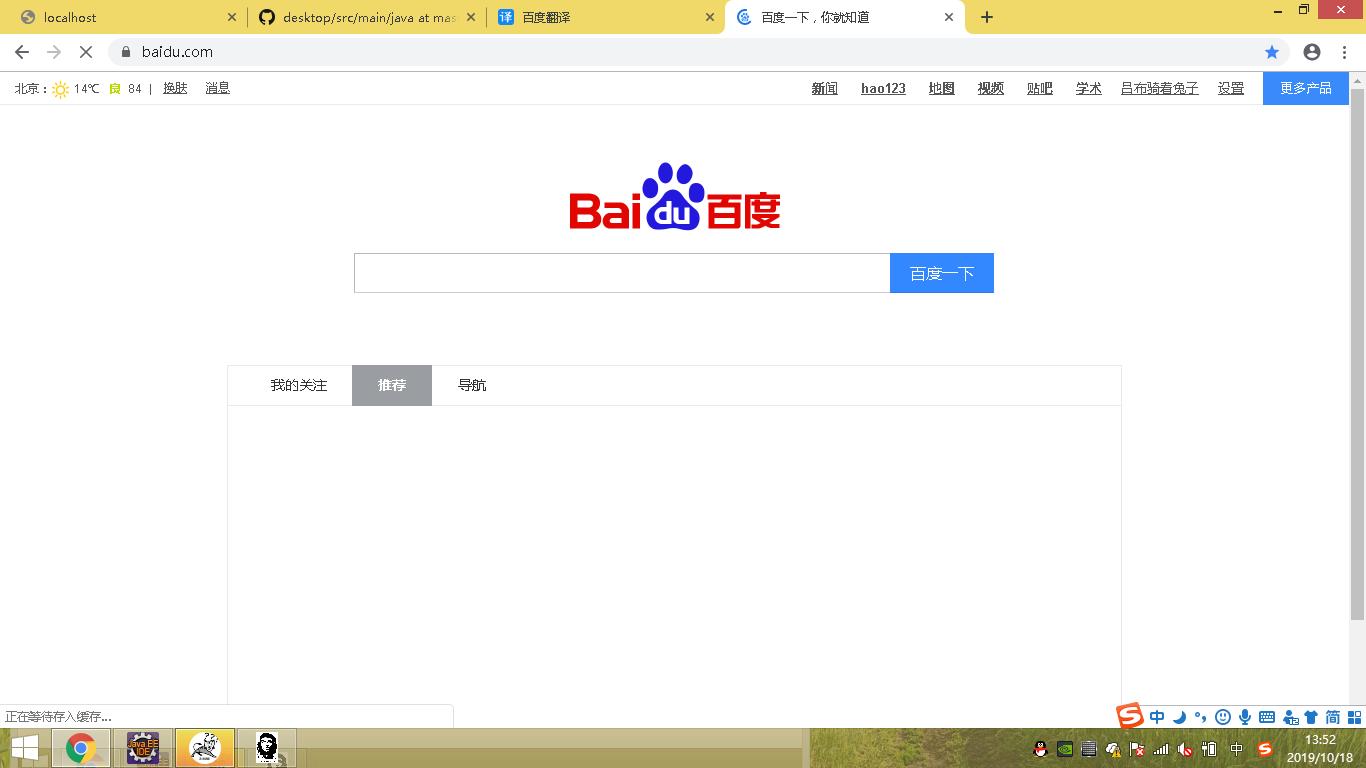 localhost
desktop/src/main/java at mas
百度翻译
百度一下，你就知道
baidu.com
北京： 14℃ 良 84 | 换肤 消息
新闻 hao123 地图 视频 贴吧 学术 吕布骑着兔子 设置 更多产品
Bai du 百度
百度一下
我的关注 推荐 导航
正在等待存入缓存...
中 简
Java EE IDE
中
13:52
2019/10/18